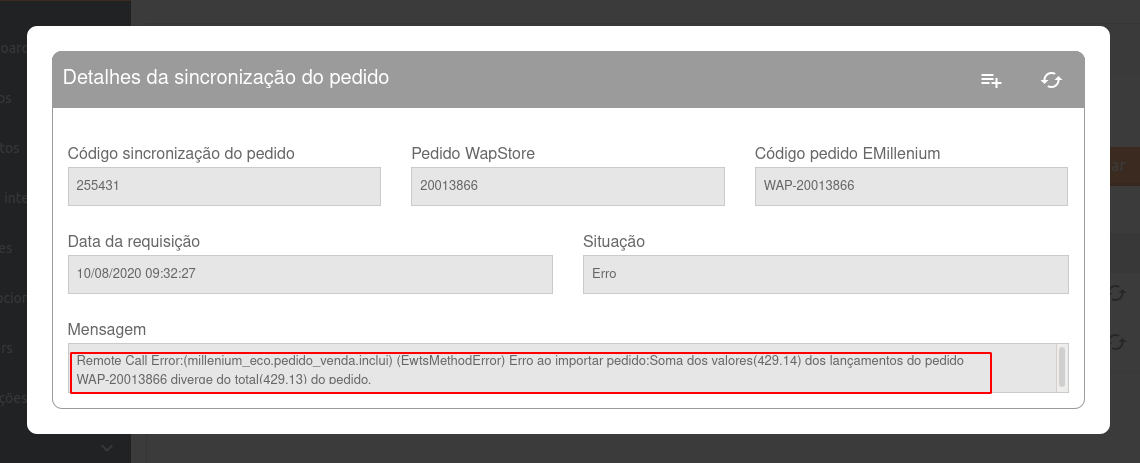 Detalhes da sincronização do pedido
Código sincronização do pedido
Pedido WapStore
Código pedido EMillenium
255431
20013866
WAP-20013866
Data da requisição
Situação
10/08/2020 09:32:27
Erro
Mensagem
Remote Call Error:(millenium_eco.pedido_venda.inclui) (EwtsMethodError) Erro ao importar pedido:Soma dos valores(429.14) dos lançamentos do pedido
WAP-20013866 diverge do total(429.13) do pedido.